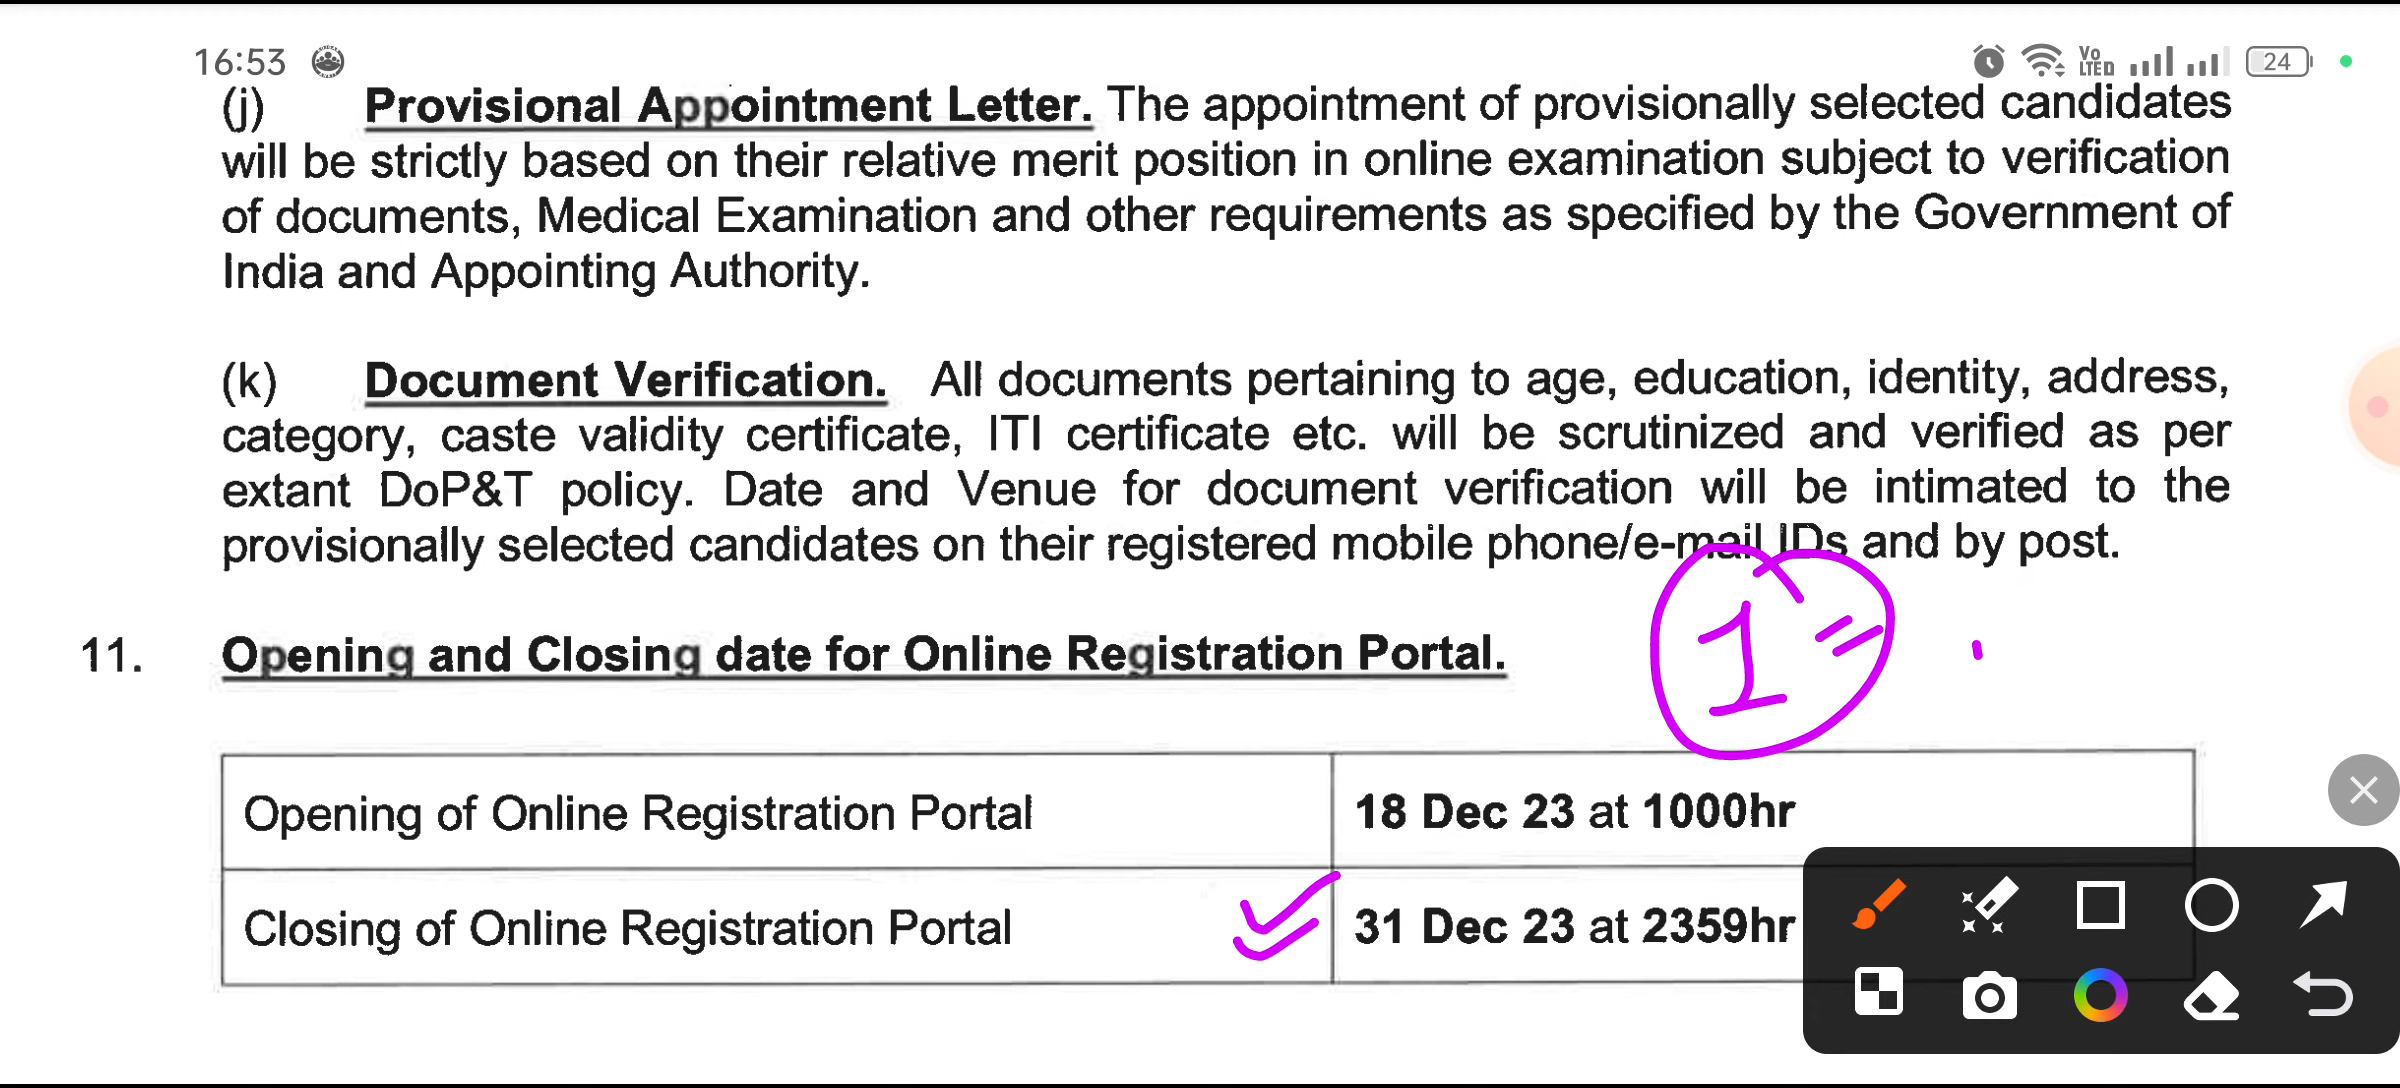 16:53 Vo LTED 24
(j) Provisional Appointment Letter. The appointment of provisionally selected candidates
will be strictly based on their relative merit position in online examination subject to verification
of documents, Medical Examination and other requirements as specified by the Government of
India and Appointing Authority.
(k) Document Verification. All documents pertaining to age, education, identity, address,
category, caste validity certificate, ITI certificate etc. will be scrutinized and verified as per
extant DoP&T policy. Date and Venue for document verification will be intimated to the
provisionally selected candidates on their registered mobile phone/e-mail IDs and by post.
1 =
11. Opening and Closing date for Online Registration Portal.
Opening of Online Registration Portal 18 Dec 23 at 1000hr
Closing of Online Registration Portal 31 Dec 23 at 2359hr